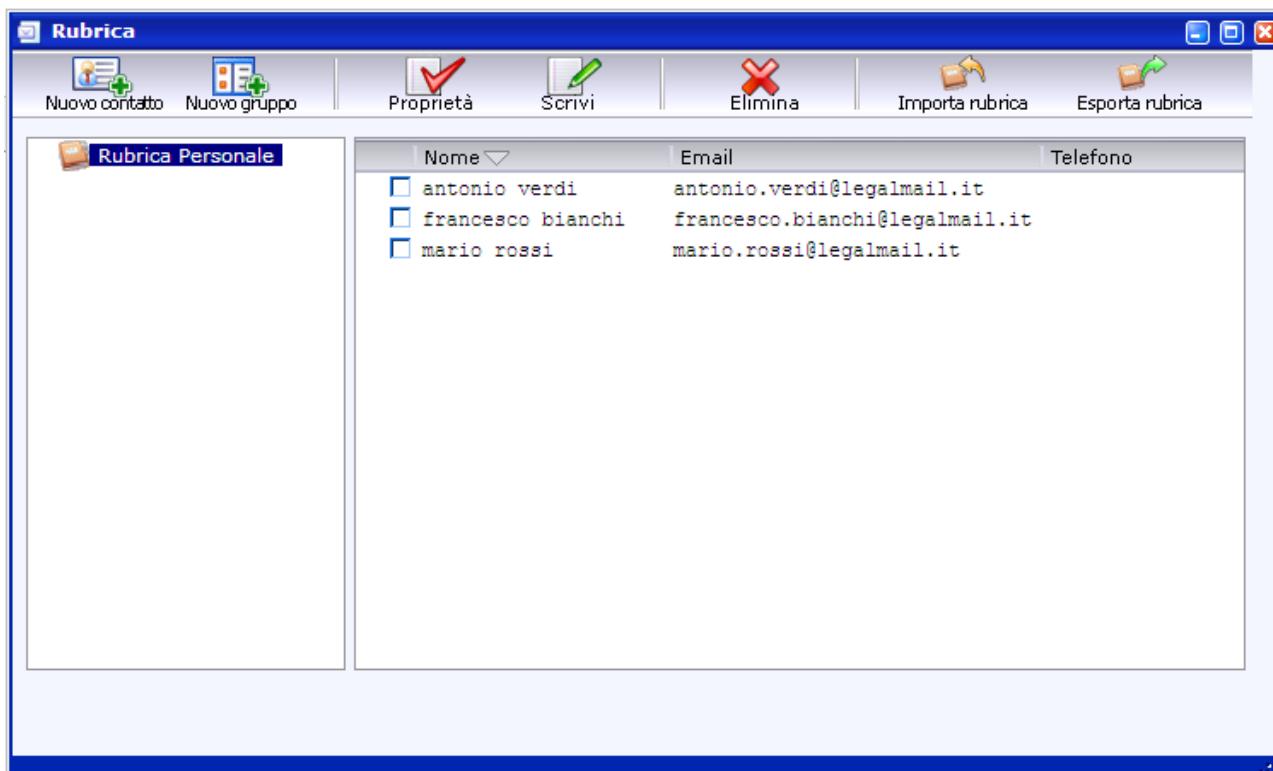 Rubrica
Nuovo contatto Nuovo gruppo Proprietà Scrivi Elimina Importa rubrica Esporta rubrica
Rubrica Personale
Nome Email Telefono
antonio verdi antonio.verdi@legalmail.it
francesco bianchi francesco.bianchi@legalmail.it
mario rossi mario.rossi@legalmail.it